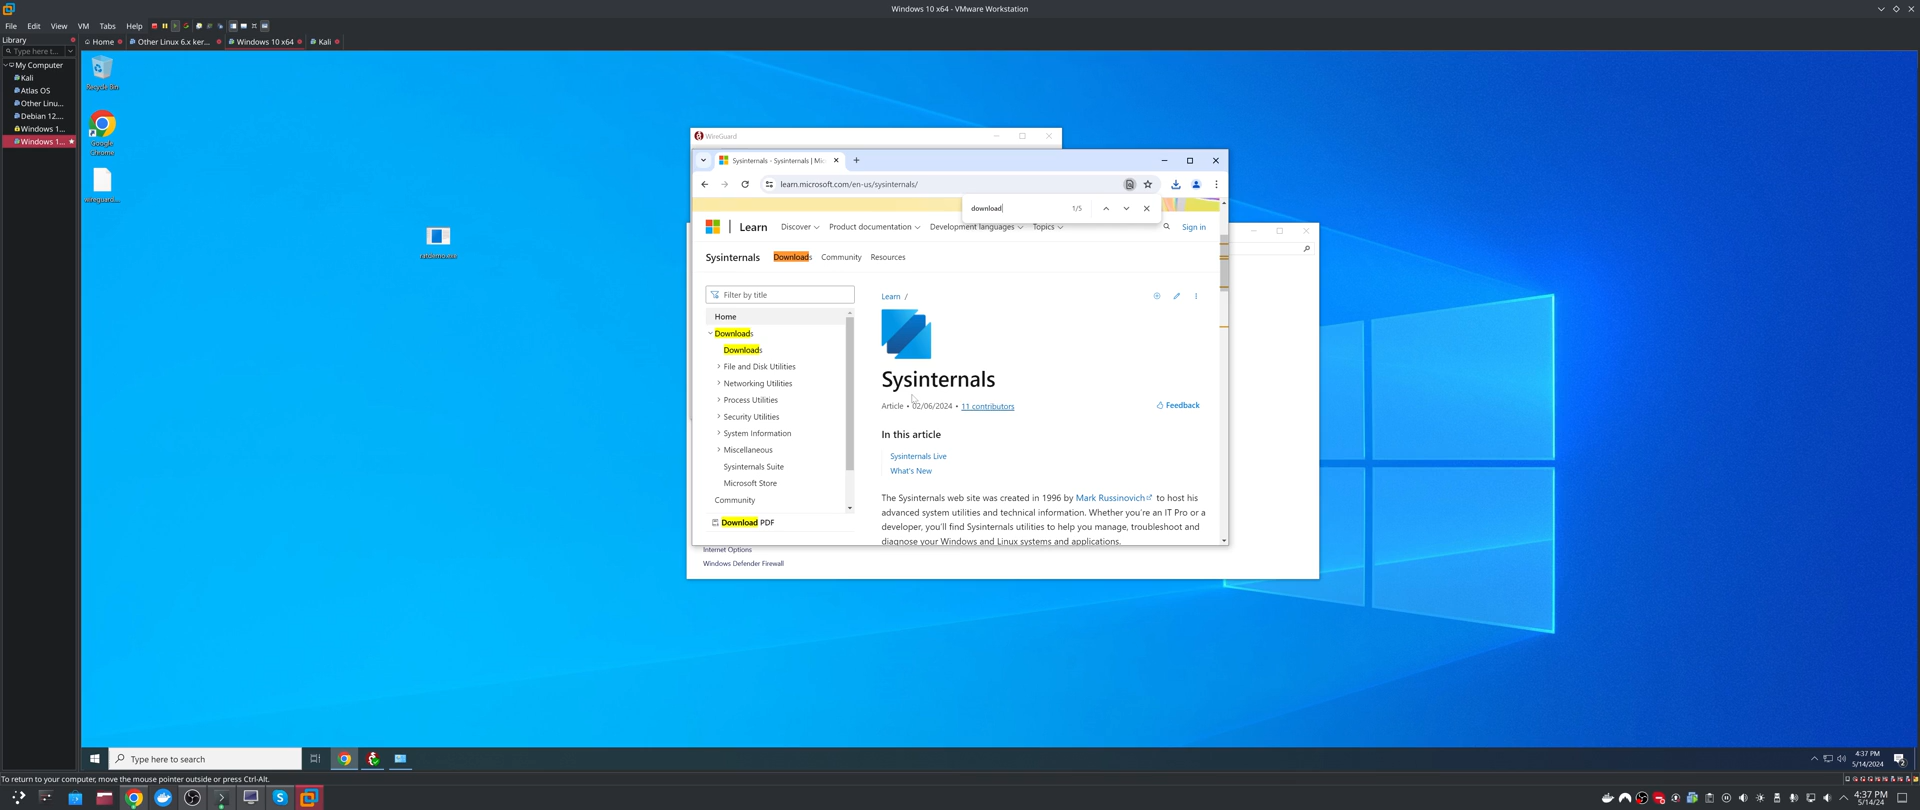 Windows 10 x64 - VMware Workstation
File Edit View VM Tabs Help
Library
Type here t...
Home Other Linux 6.x ker... Windows 10 x64 Kali
My Computer
Kali
Atlas OS
Other Linu...
Debian 12....
Windows 1...
Windows 1...
Recycle Bin
Google
Chrome
wireguard...
WireGuard
Sysinternals - Sysinternals | Mic
learn.microsoft.com/en-us/sysinternals/
download 1/5
Learn Discover Product documentation Development languages Topics Sign in
Sysinternals Downloads Community Resources
Filter by title
Home
Downloads
Downloads
File and Disk Utilities
Networking Utilities
Process Utilities
Security Utilities
System Information
Miscellaneous
Sysinternals Suite
Microsoft Store
Community
Download PDF
Learn /
Sysinternals
Article • 02/06/2024 • 11 contributors
Feedback
In this article
Sysinternals Live
What's New
The Sysinternals web site was created in 1996 by Mark Russinovich to host his
advanced system utilities and technical information. Whether you're an IT Pro or a
developer, you'll find Sysinternals utilities to help you manage, troubleshoot and
diagnose your Windows and Linux systems and applications.
Internet Options
Windows Defender Firewall
Type here to search
4:37 PM
5/14/2024
To return to your computer, move the mouse pointer outside or press Ctrl-Alt.
4:37 PM
5/14/24